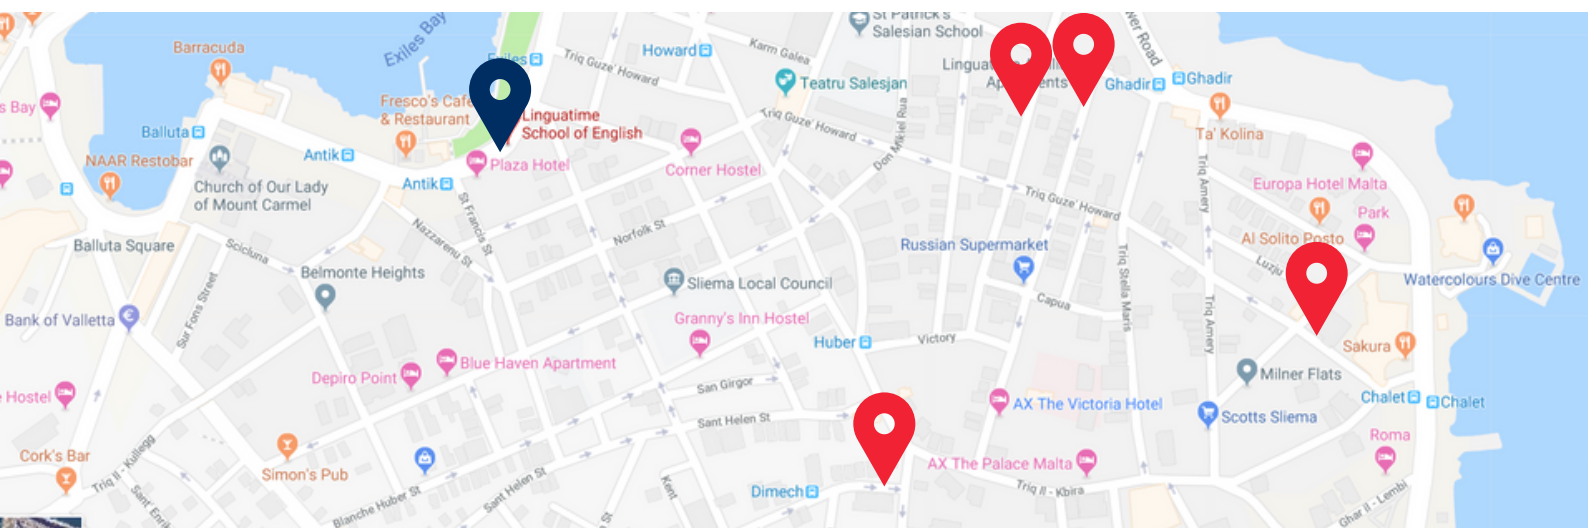 St Patrick's
Salesian School
Exiles Bay
Barracuda
Howard
Karm Galea
Triq Guze' Howard
Teatru Salesjan
Ghadir
Ghadir
Fresco's Cafe
& Restaurant
Linguatime
School of English
Triq Guze' Howard
Ta' Kolina
Balluta
Antik
NAAR Restobar
Plaza Hotel
Corner Hostel
Don Mikiel Rua
Antik
Church of Our Lady
of Mount Carmel
Triq Amery
Europa Hotel Malta
Triq Guze' Howard
Park
St Francis St
Nazzarenu St
Norfolk St
Al Solito Posto
Balluta Square
Scicluna
Russian Supermarket
Luzju
Belmonte Heights
Sliema Local Council
Triq Stella Maris
Watercolours Dive Centre
Sur Fons Street
Capua
Bank of Valletta
Granny's Inn Hostel
Triq Amery
Huber
Victory
Sakura
Blue Haven Apartment
Depiro Point
San Girgor
Milner Flats
Hostel
AX The Victoria Hotel
Chalet
Chalet
Sant Helen St
Scotts Sliema
Roma
Cork's Bar
Triq Il - Kullegg
Simon's Pub
AX The Palace Malta
Dimech
Triq Il - Kbira
Sant Helen St
Kent
Blanche Huber St
Ghar Il - Lembi